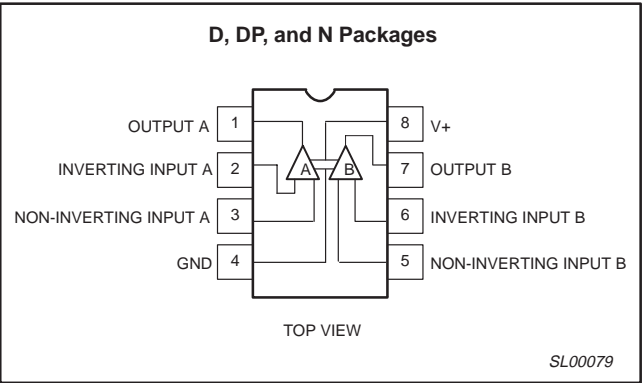 D, DP, and N Packages
OUTPUT A 1 8 V+
INVERTING INPUT A 2 A B 7 OUTPUT B
NON-INVERTING INPUT A 3 6 INVERTING INPUT B
GND 4 5 NON-INVERTING INPUT B
TOP VIEW
SL00079